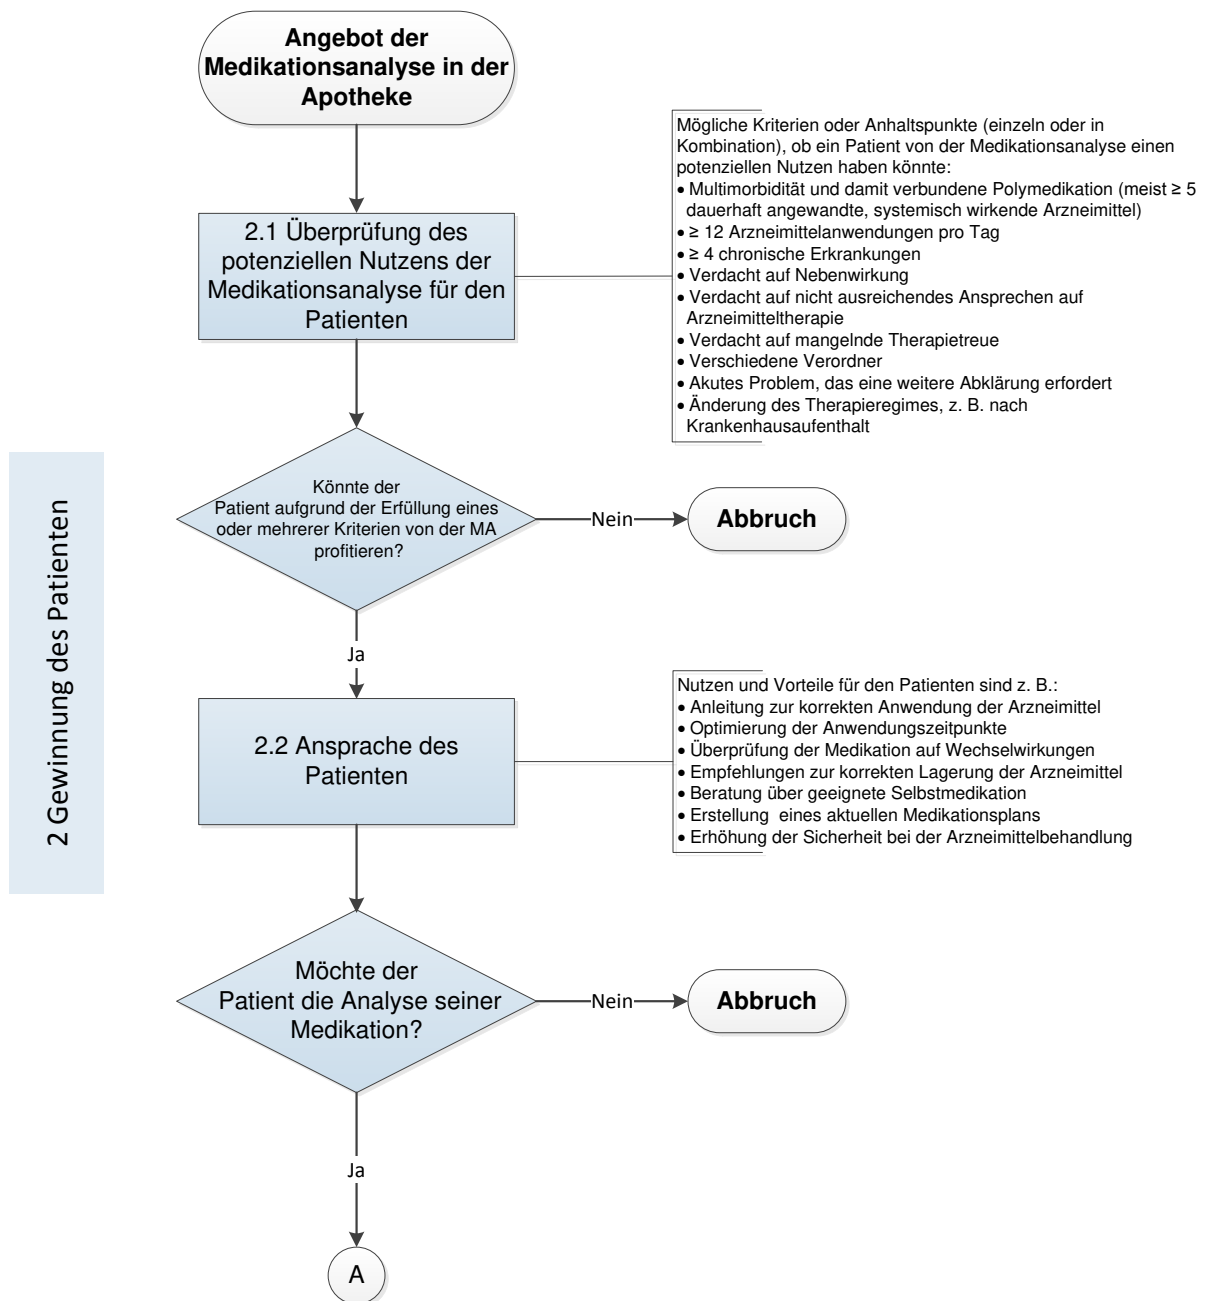 Angebot der
Medikationsanalyse in der
Apotheke
2.1 Überprüfung des
potenziellen Nutzens der
Medikationsanalyse für den
Patienten
Mögliche Kriterien oder Anhaltspunkte (einzeln oder in
Kombination), ob ein Patient von der Medikationsanalyse einen
potenziellen Nutzen haben könnte:
• Multimorbidität und damit verbundene Polymedikation (meist ≥ 5
dauerhaft angewandte, systemisch wirkende Arzneimittel)
• ≥ 12 Arzneimittelanwendungen pro Tag
• ≥ 4 chronische Erkrankungen
• Verdacht auf Nebenwirkung
• Verdacht auf nicht ausreichendes Ansprechen auf
Arzneimitteltherapie
• Verdacht auf mangelnde Therapietreue
• Verschiedene Verordner
• Akutes Problem, das eine weitere Abklärung erfordert
• Änderung des Therapieregimes, z. B. nach
Krankenhausaufenthalt
2 Gewinnung des Patienten
Könnte der
Patient aufgrund der Erfüllung eines
oder mehrerer Kriterien von der MA
profitieren?
Nein
Abbruch
Ja
2.2 Ansprache des
Patienten
Nutzen und Vorteile für den Patienten sind z. B.:
• Anleitung zur korrekten Anwendung der Arzneimittel
• Optimierung der Anwendungszeitpunkte
• Überprüfung der Medikation auf Wechselwirkungen
• Empfehlungen zur korrekten Lagerung der Arzneimittel
• Beratung über geeignete Selbstmedikation
• Erstellung eines aktuellen Medikationsplans
• Erhöhung der Sicherheit bei der Arzneimittelbehandlung
Möchte der
Patient die Analyse seiner
Medikation?
Nein
Abbruch
Ja
A